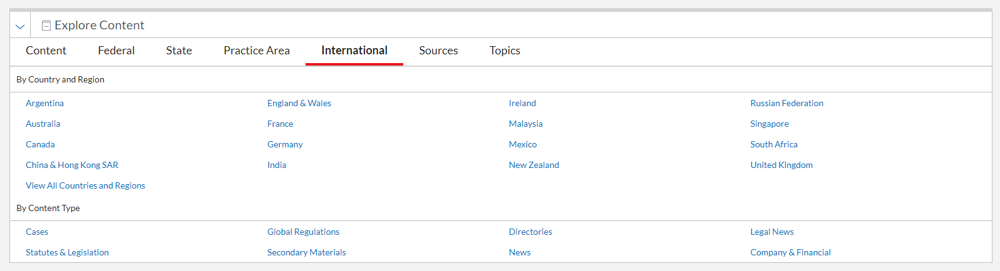 Explore Content
Content Federal State Practice Area International Sources Topics
By Country and Region
Argentina England & Wales Ireland Russian Federation
Australia France Malaysia Singapore
Canada Germany Mexico South Africa
China & Hong Kong SAR India New Zealand United Kingdom
View All Countries and Regions
By Content Type
Cases Global Regulations Directories Legal News
Statutes & Legislation Secondary Materials News Company & Financial